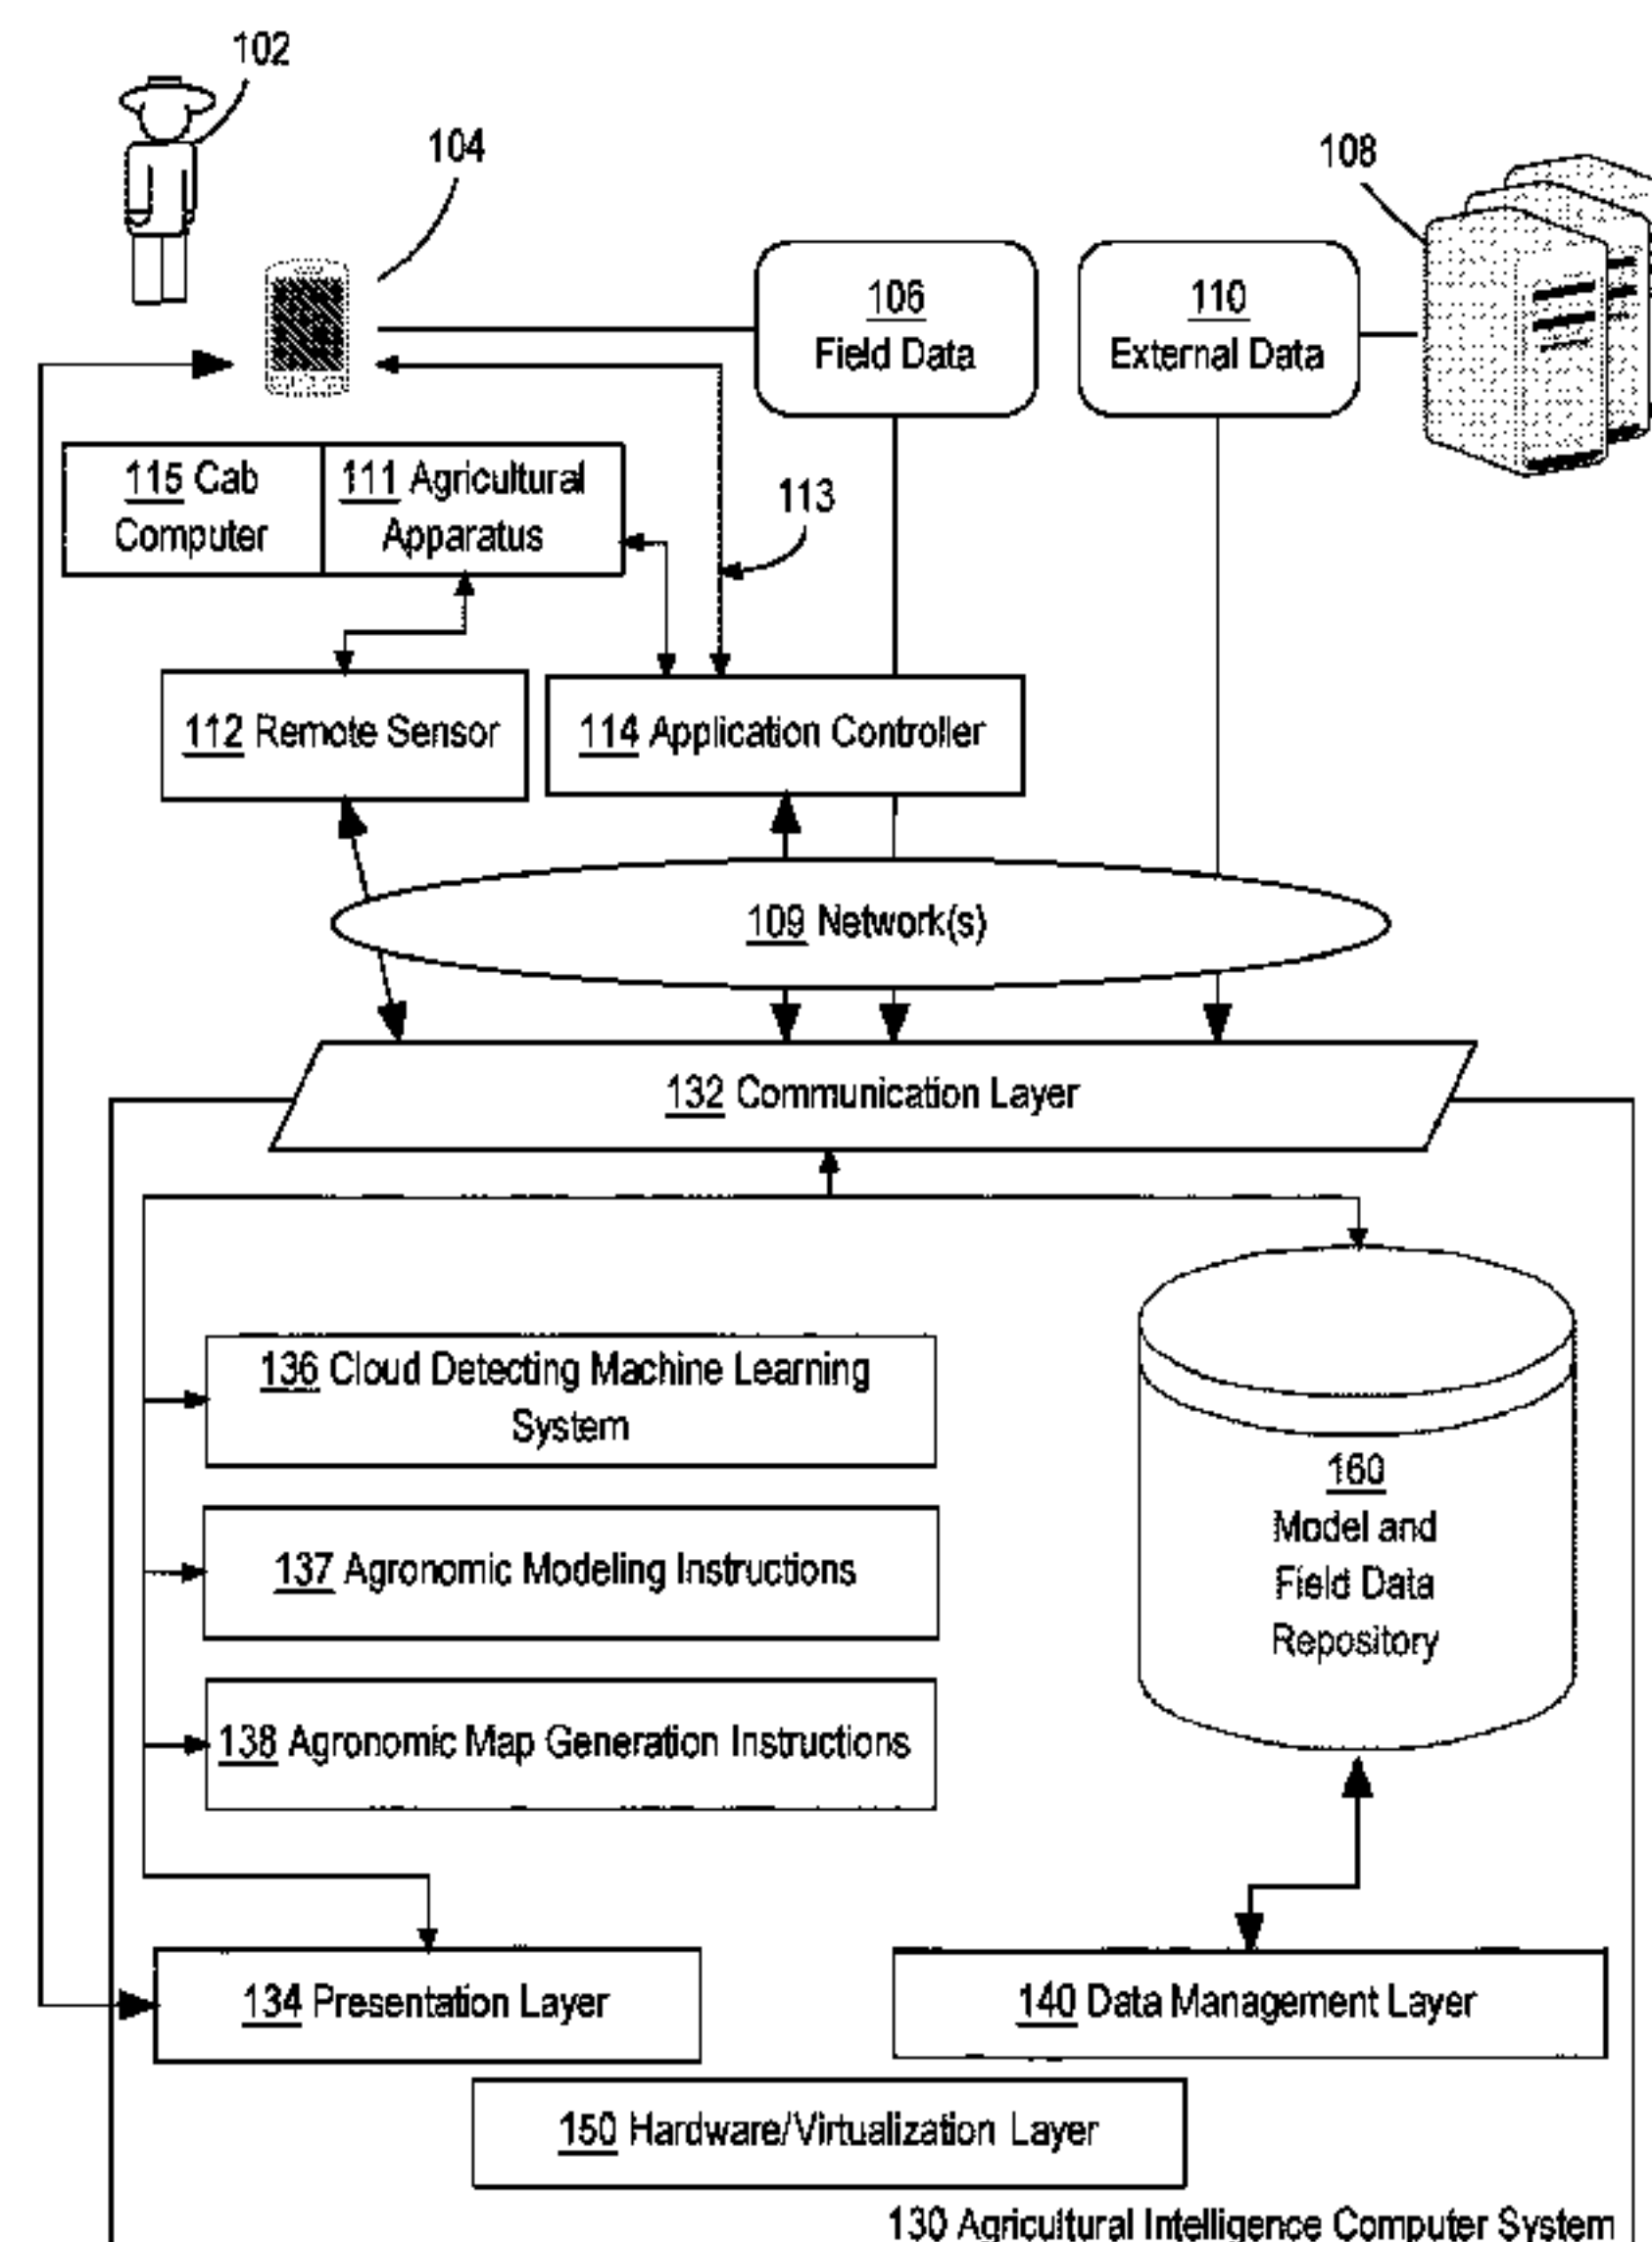 102
104
108
106
Field Data
110
External Data
115 Cab
Computer
111 Agricultural
Apparatus
113
112 Remote Sensor
114 Application Controller
109 Network(s)
132 Communication Layer
136 Cloud Detecting Machine Learning
System
137 Agronomic Modeling Instructions
138 Agronomic Map Generation Instructions
160
Model and
Field Data
Repository
134 Presentation Layer
140 Data Management Layer
150 Hardware/Virtualization Layer
130 Agricultural Intelligence Computer System